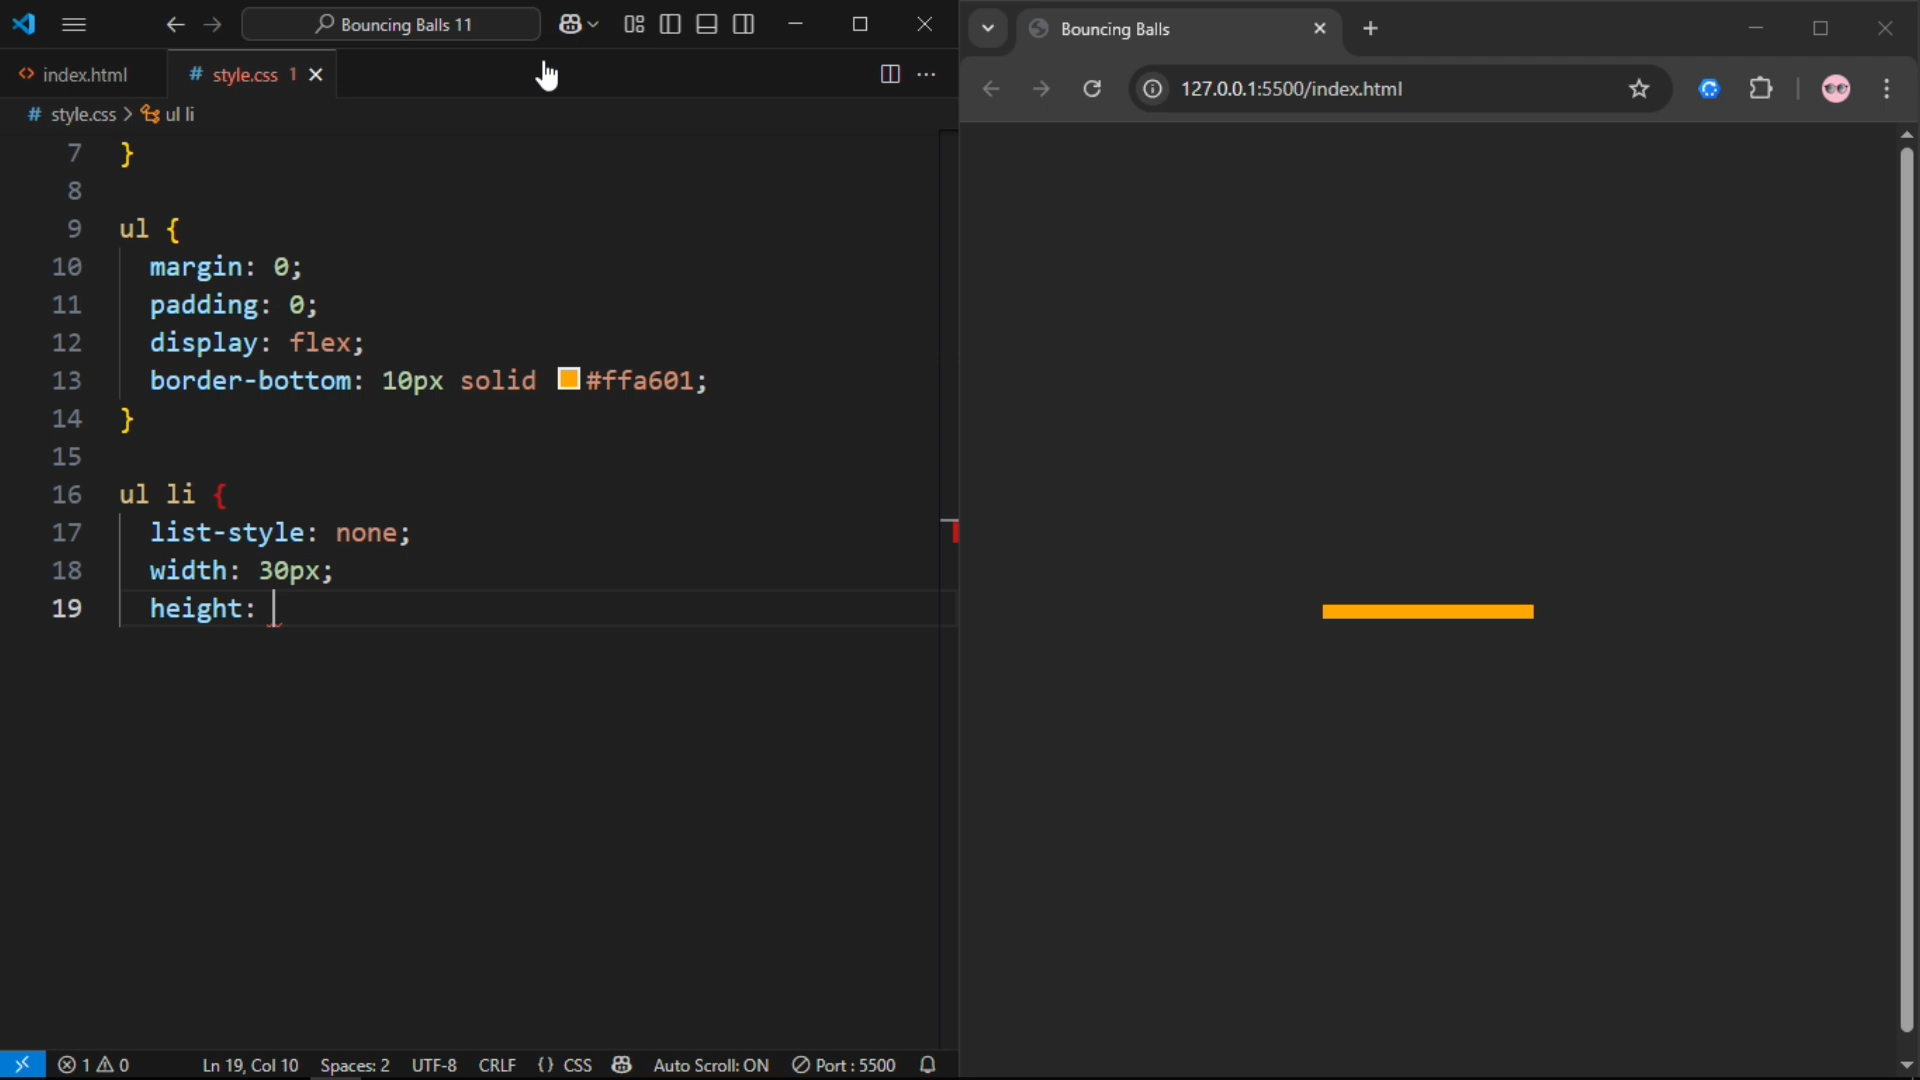 Bouncing Balls 11
index.html
# style.css 1
# style.css > ul li
7 }
8
9 ul {
10 margin: 0;
11 padding: 0;
12 display: flex;
13 border-bottom: 10px solid #ffa601;
14 }
15
16 ul li {
17 list-style: none;
18 width: 30px;
19 height:
1 0 Ln 19, Col 10 Spaces: 2 UTF-8 CRLF {} CSS Auto Scroll: ON Port : 5500
Bouncing Balls
127.0.0.1:5500/index.html